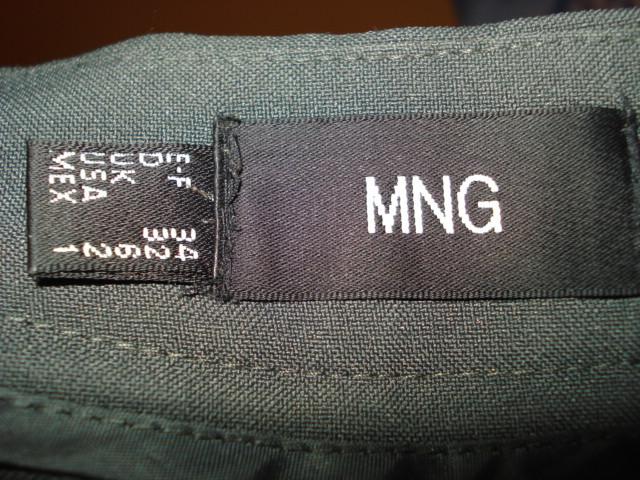 MNG
E-F 34
D 32
UK 6
USA 2
MEX 1